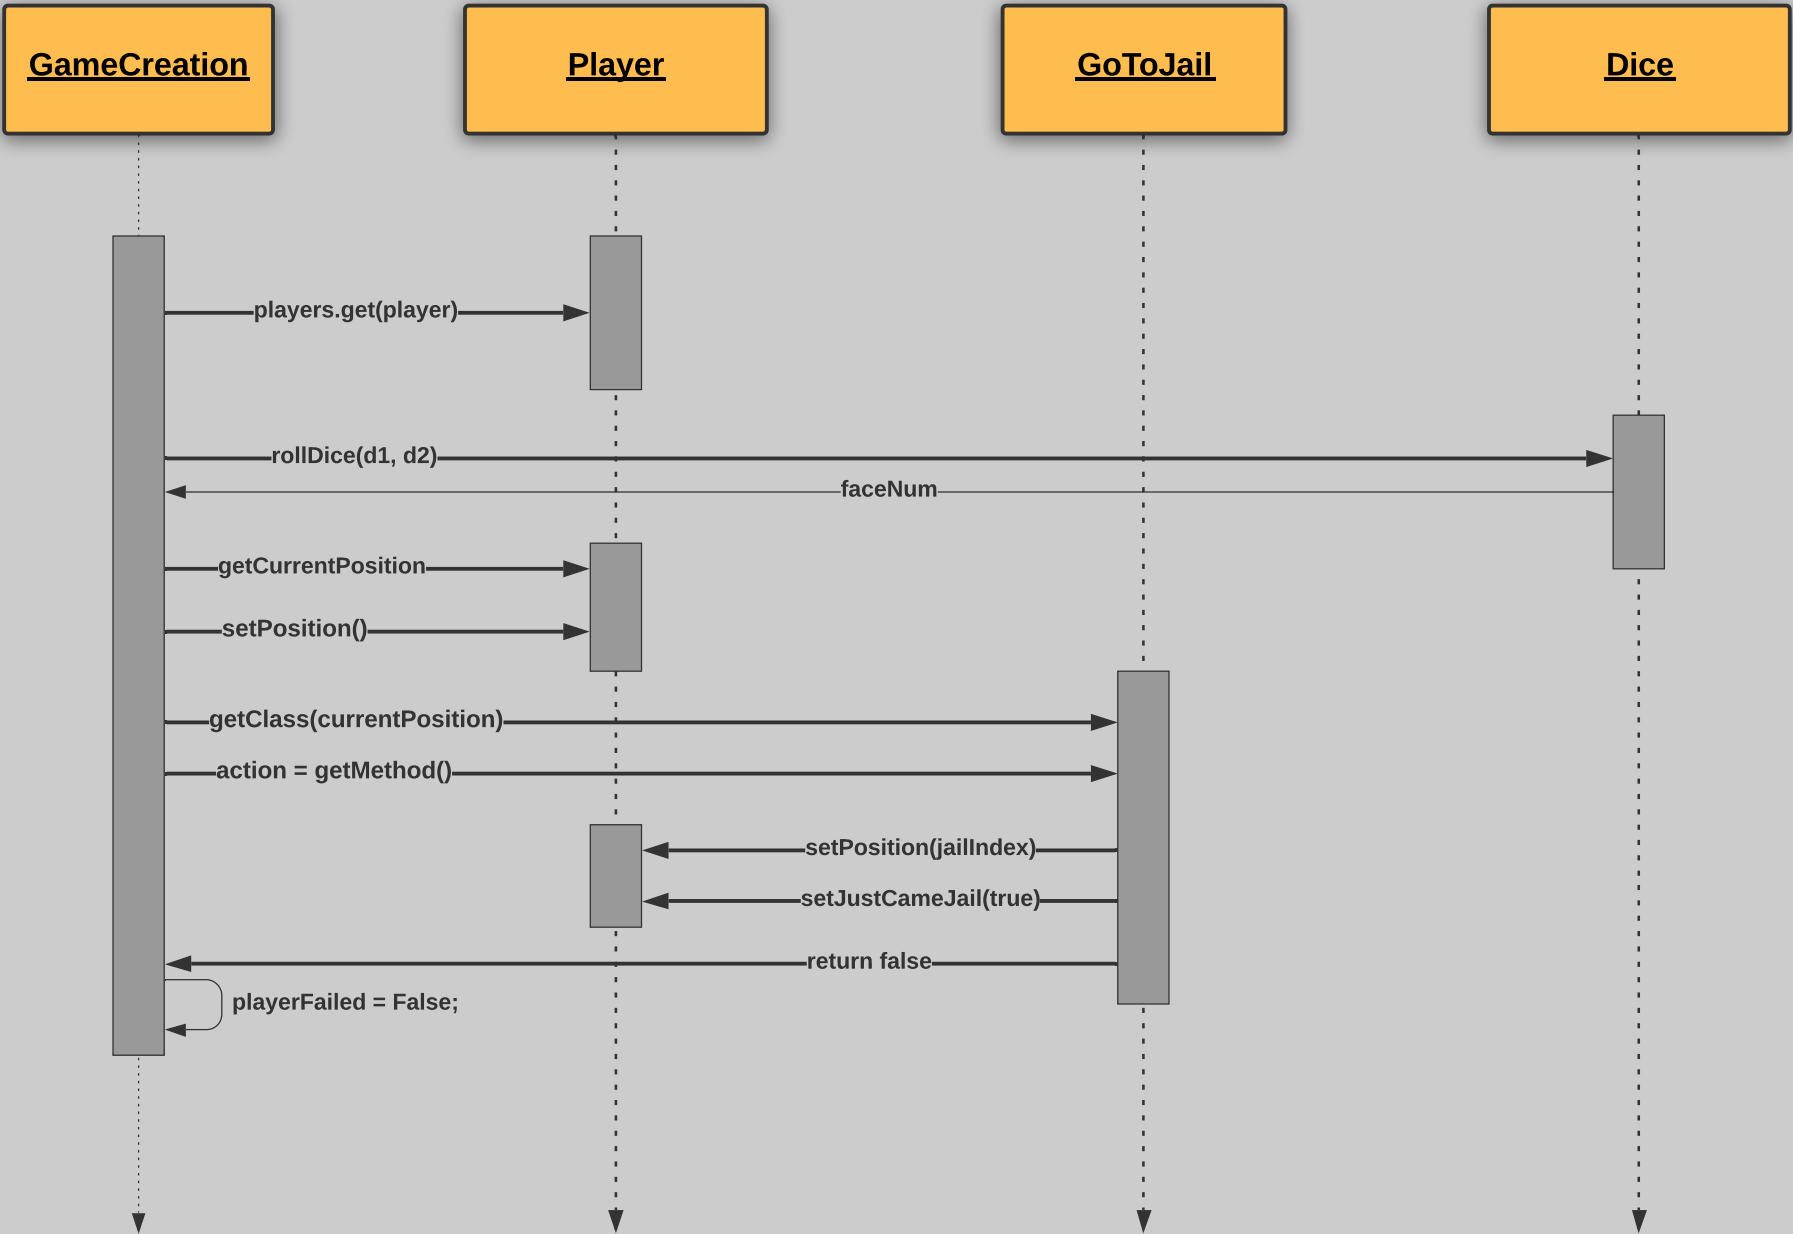 GameCreation
Player
GoToJail
Dice
players.get(player)
rollDice(d1, d2)
faceNum
getCurrentPosition
setPosition()
getClass(currentPosition)
action = getMethod()
setPosition(jailIndex)
setJustCameJail(true)
return false
playerFailed = False;